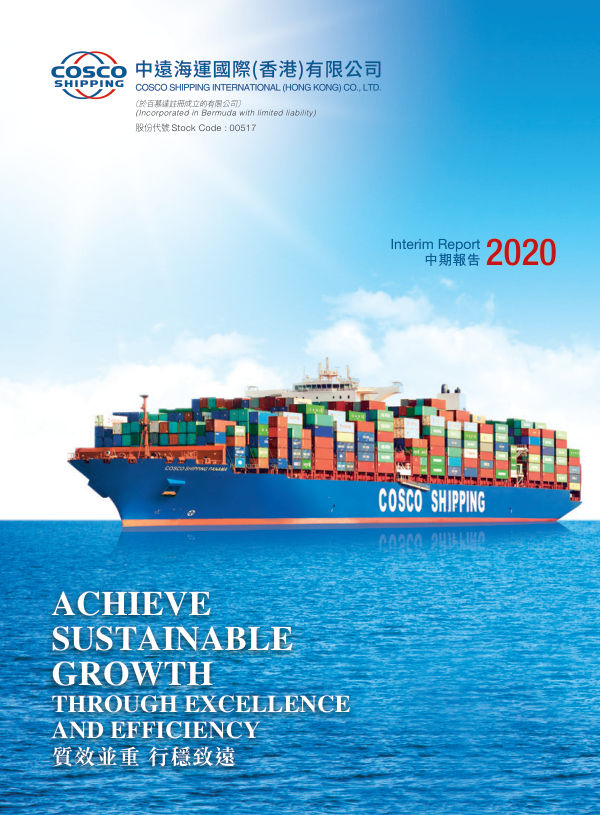 COSCO
SHIPPING
中遠海運國際(香港)有限公司
COSCO SHIPPING INTERNATIONAL (HONG KONG) CO., LTD.
(於百慕達註冊成立的有限公司)
(Incorporated in Bermuda with limited liability)
股份代號 Stock Code : 00517
Interim Report
中期報告
2020
COSCO SHIPPING PANAMA
COSCO SHIPPING
ACHIEVE
SUSTAINABLE
GROWTH
THROUGH EXCELLENCE
AND EFFICIENCY
質效並重 行穩致遠